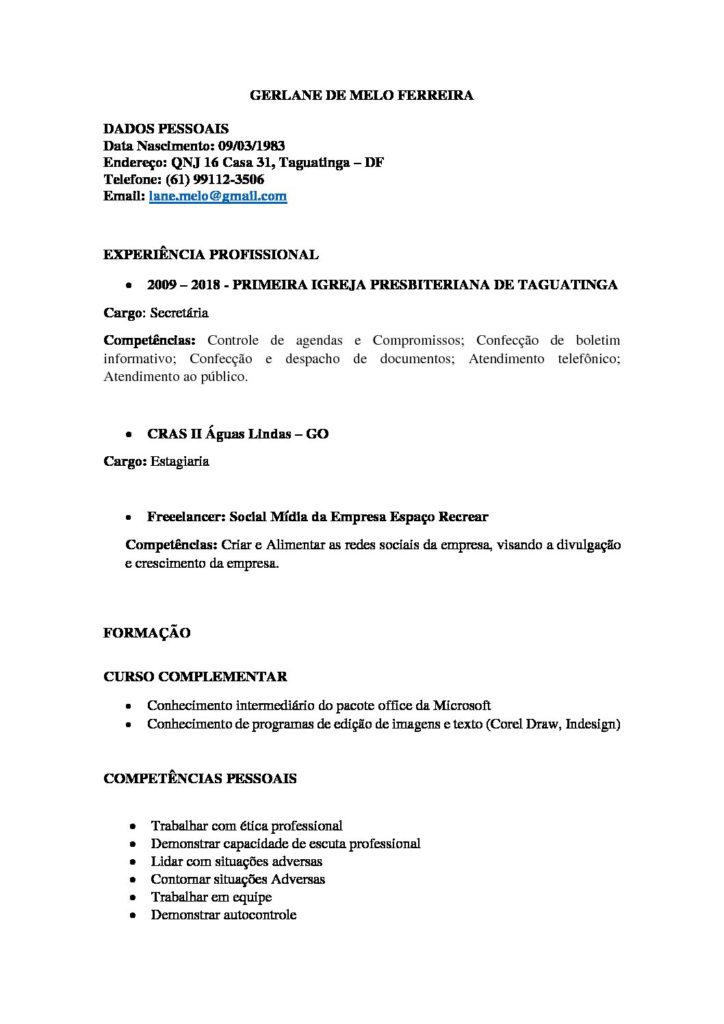 GERLANE DE MELO FERREIRA
DADOS PESSOAIS
Data Nascimento: 09/03/1983
Endereço: QNJ 16 Casa 31, Taguatinga – DF
Telefone: (61) 99112-3506
Email: lane.melo@gmail.com
EXPERIÊNCIA PROFISSIONAL
• 2009 – 2018 - PRIMEIRA IGREJA PRESBITERIANA DE TAGUATINGA
Cargo: Secretária
Competências: Controle de agendas e Compromissos; Confecção de boletim
informativo; Confecção e despacho de documentos; Atendimento telefônico;
Atendimento ao público.
• CRAS II Águas Lindas – GO
Cargo: Estagiaria
• Freeelancer: Social Mídia da Empresa Espaço Recrear
Competências: Criar e Alimentar as redes sociais da empresa, visando a divulgação
e crescimento da empresa.
FORMAÇÃO
CURSO COMPLEMENTAR
• Conhecimento intermediário do pacote office da Microsoft
• Conhecimento de programas de edição de imagens e texto (Corel Draw, Indesign)
COMPETÊNCIAS PESSOAIS
• Trabalhar com ética professional
• Demonstrar capacidade de escuta professional
• Lidar com situações adversas
• Contornar situações Adversas
• Trabalhar em equipe
• Demonstrar autocontrole